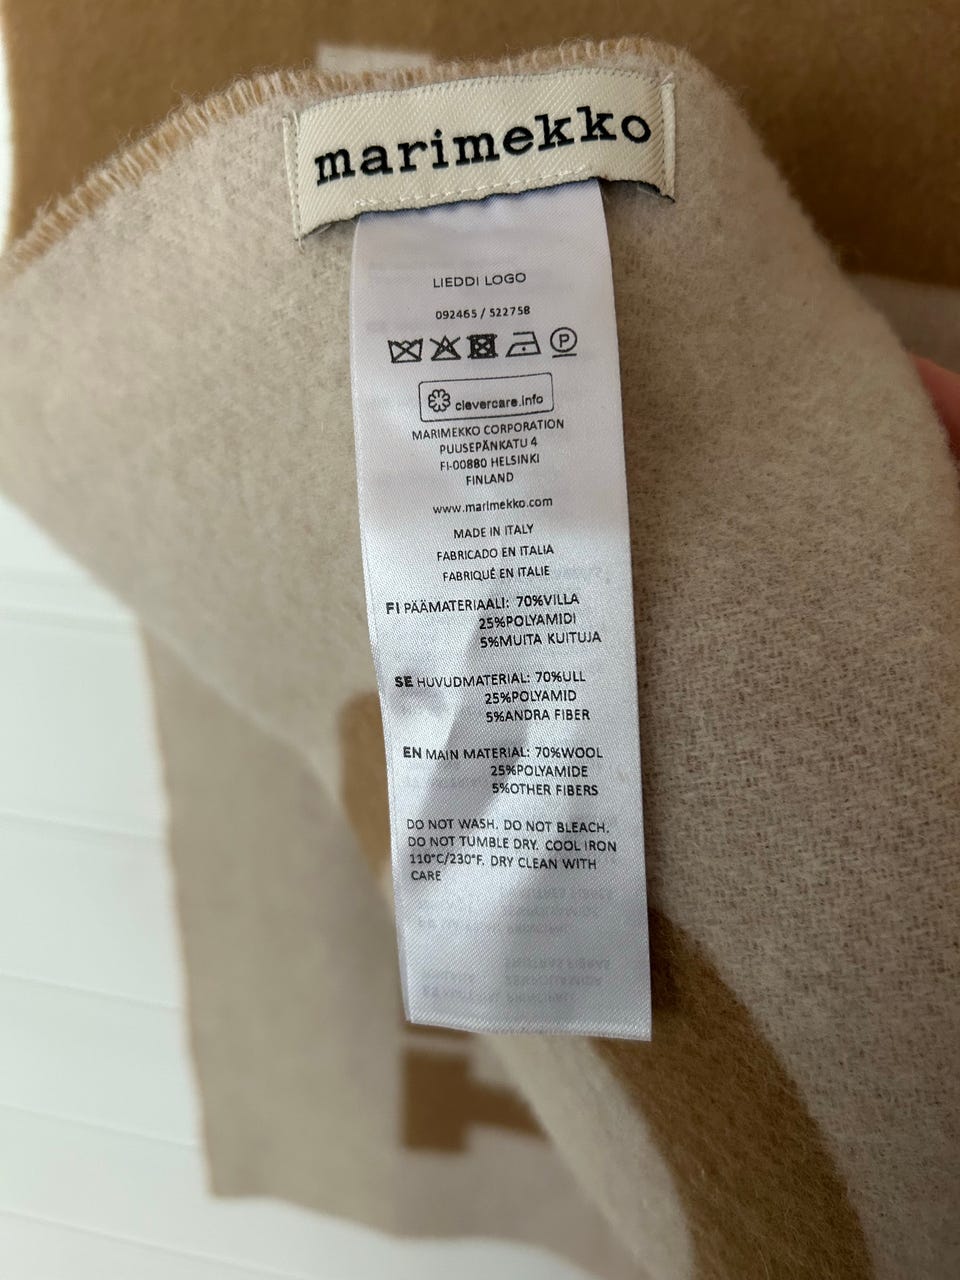 marimekko
LIEDDI LOGO
092465 / 522758
P
clevercare.info
MARIMEKKO CORPORATION
PUUSEPÄNKATU 4
FI-00880 HELSINKI
FINLAND
www.marimekko.com
MADE IN ITALY
FABRICADO EN ITALIA
FABRIQUÉ EN ITALIE
FI PÄÄMATERIAALI: 70%VILLA
25%POLYAMIDI
5%MUITA KUITUJA
SE HUVUDMATERIAL: 70%ULL
25%POLYAMID
5%ANDRA FIBER
EN MAIN MATERIAL: 70%WOOL
25%POLYAMIDE
5%OTHER FIBERS
DO NOT WASH. DO NOT BLEACH.
DO NOT TUMBLE DRY. COOL IRON
110°C/230°F. DRY CLEAN WITH
CARE